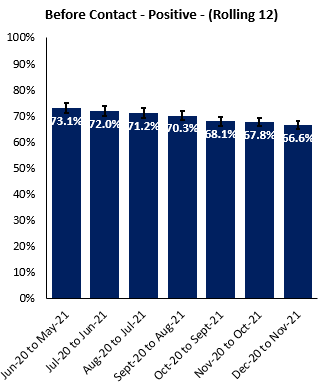 Before Contact - Positive - (Rolling 12)
100%
90%
80%
70%
60%
50%
40%
30%
20%
10%
0%
73.1%
72.0%
71.2%
70.3%
68.1%
67.8%
66.6%
Jun-20 to May-21
Jul-20 to Jun-21
Aug-20 to Jul-21
Sept-20 to Aug-21
Oct-20 to Sept-21
Nov-20 to Oct-21
Dec-20 to Nov-21